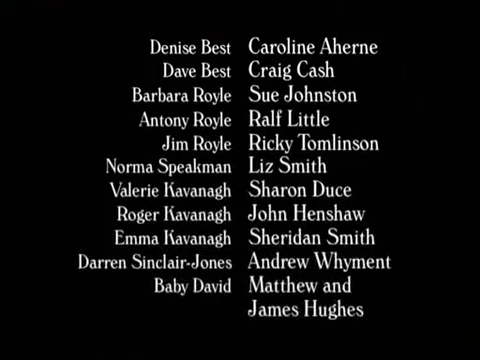 Denise Best Caroline Aherne
Dave Best Craig Cash
Barbara Royle Sue Johnston
Antony Royle Ralf Little
Jim Royle Ricky Tomlinson
Norma Speakman Liz Smith
Valerie Kavanagh Sharon Duce
Roger Kavanagh John Henshaw
Emma Kavanagh Sheridan Smith
Darren Sinclair-Jones Andrew Whyment
Baby David Matthew and
James Hughes